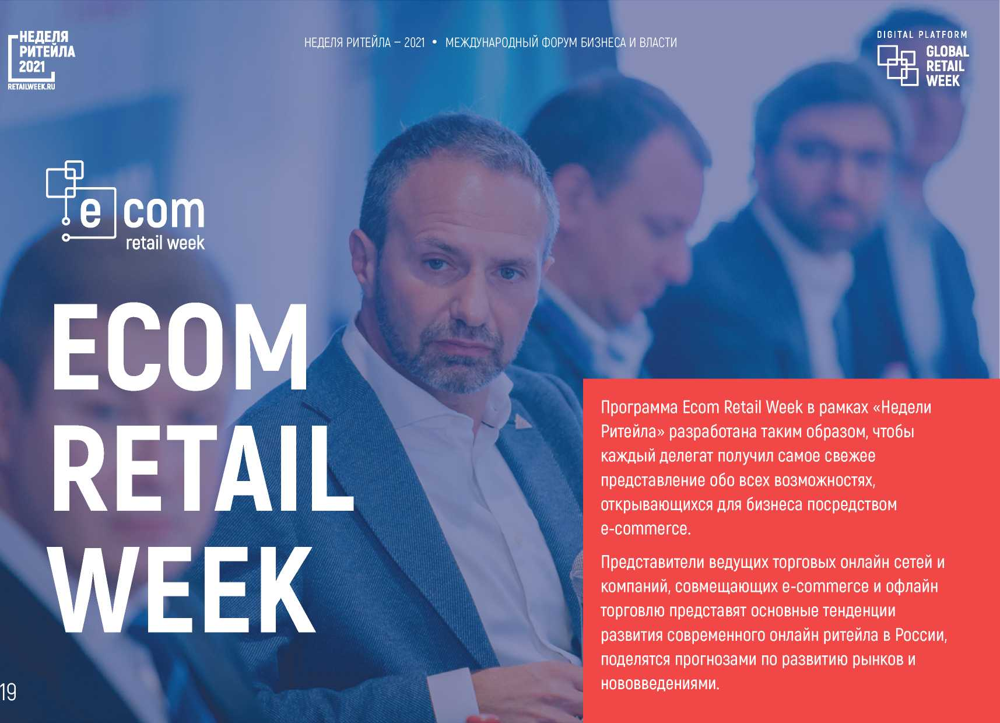 НЕДЕЛЯ
РИТЕЙЛА
2021
RETAILWEEK.RU
НЕДЕЛЯ РИТЕЙЛА – 2021 • МЕЖДУНАРОДНЫЙ ФОРУМ БИЗНЕСА И ВЛАСТИ
DIGITAL PLATFORM
GLOBAL
RETAIL
WEEK
e com
retail week
ECOM
RETAIL
WEEK
Программа Ecom Retail Week в рамках «Недели
Ритейла» разработана таким образом, чтобы
каждый делегат получил самое свежее
представление обо всех возможностях,
открывающихся для бизнеса посредством
e-commerce.
Представители ведущих торговых онлайн сетей и
компаний, совмещающих e-commerce и офлайн
торговлю представят основные тенденции
развития современного онлайн ритейла в России,
поделятся прогнозами по развитию рынков и
нововведениями.
19